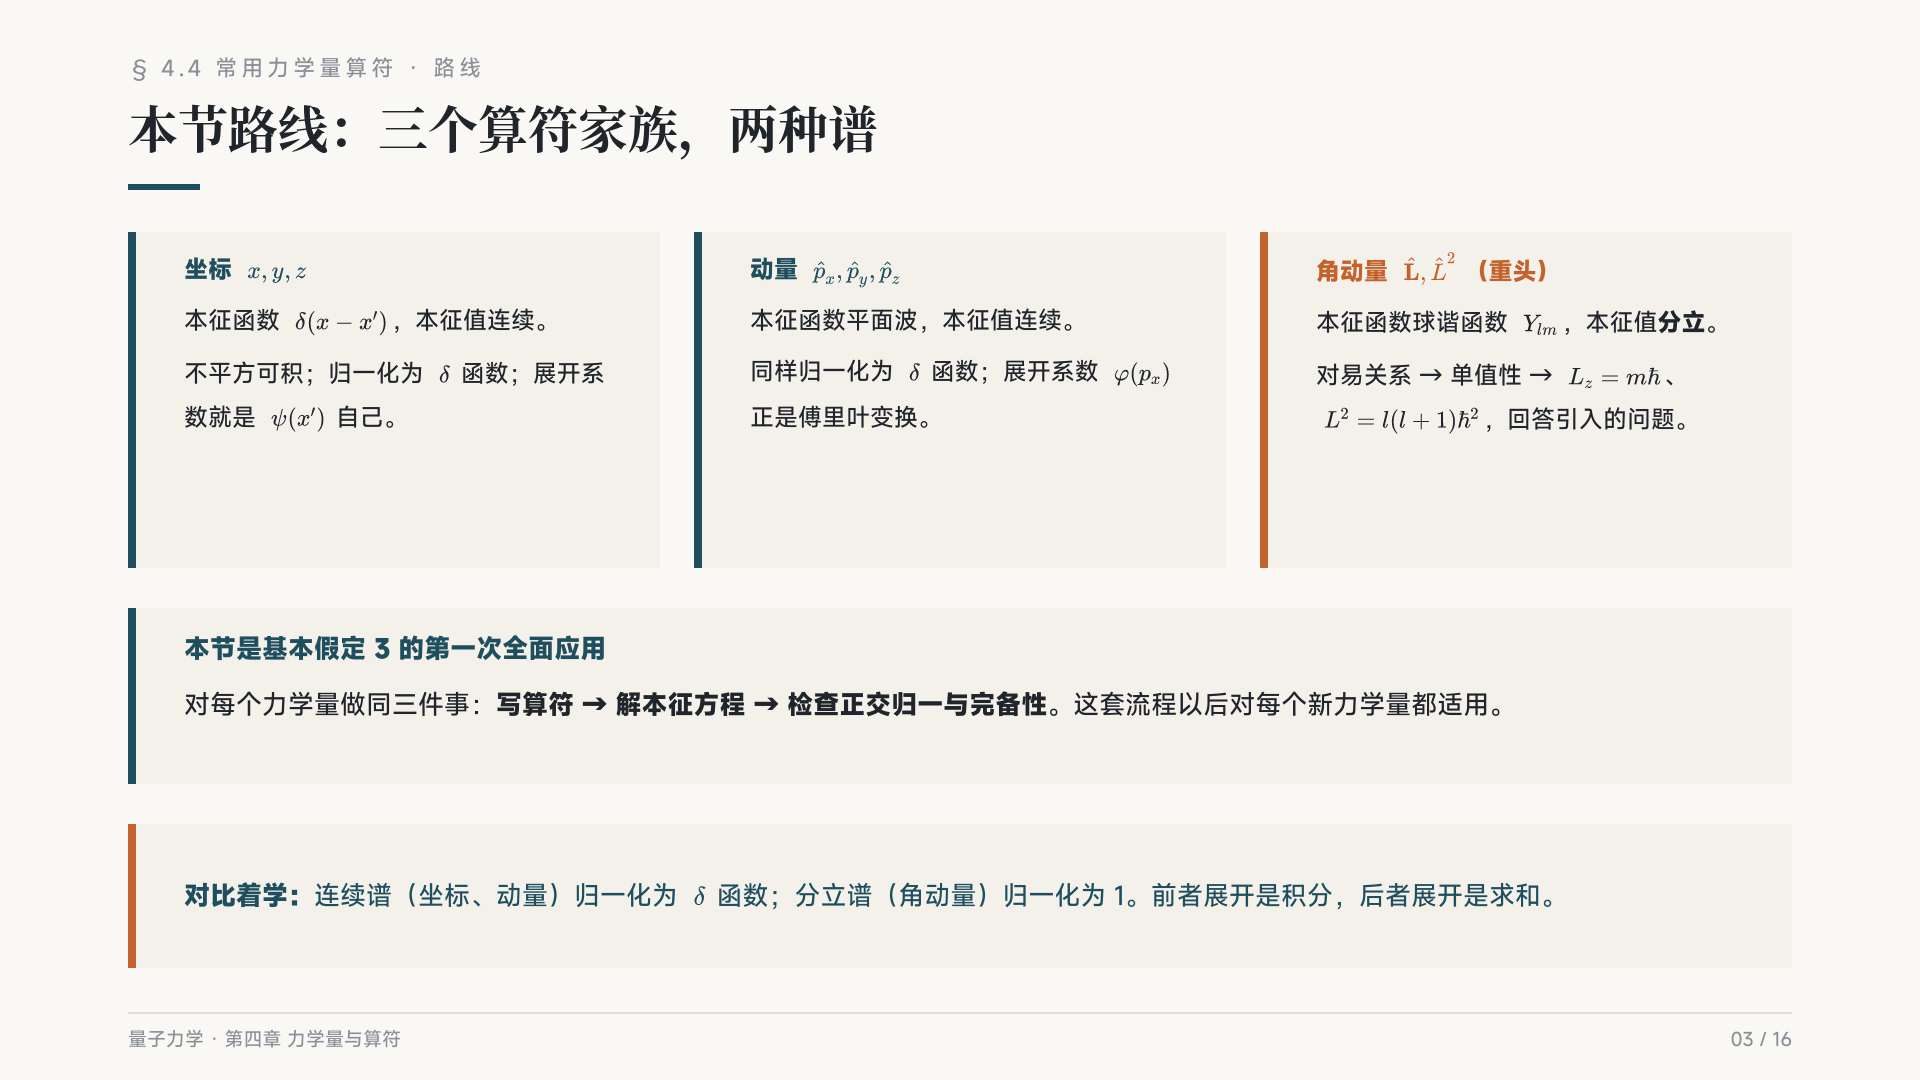 § 4.4 常用力学量算符 · 路线
本节路线：三个算符家族，两种谱
坐标 x, y, z
本征函数 δ(x − x′)，本征值连续。
不平方可积；归一化为 δ 函数；展开系
数就是 ψ(x′) 自己。
动量 p̂ₓ, p̂_y, p̂_z
本征函数平面波，本征值连续。
同样归一化为 δ 函数；展开系数 φ(pₓ)
正是傅里叶变换。
角动量 L̂, L̂²（重头）
本征函数球谐函数 Y_lm，本征值分立。
对易关系 → 单值性 → L_z = mħ、
L² = l(l + 1)ħ²，回答引入的问题。
本节是基本假定 3 的第一次全面应用
对每个力学量做同三件事：写算符 → 解本征方程 → 检查正交归一与完备性。这套流程以后对每个新力学量都适用。
对比着学：连续谱（坐标、动量）归一化为 δ 函数；分立谱（角动量）归一化为 1。前者展开是积分，后者展开是求和。
量子力学 · 第四章 力学量与算符
03 / 16